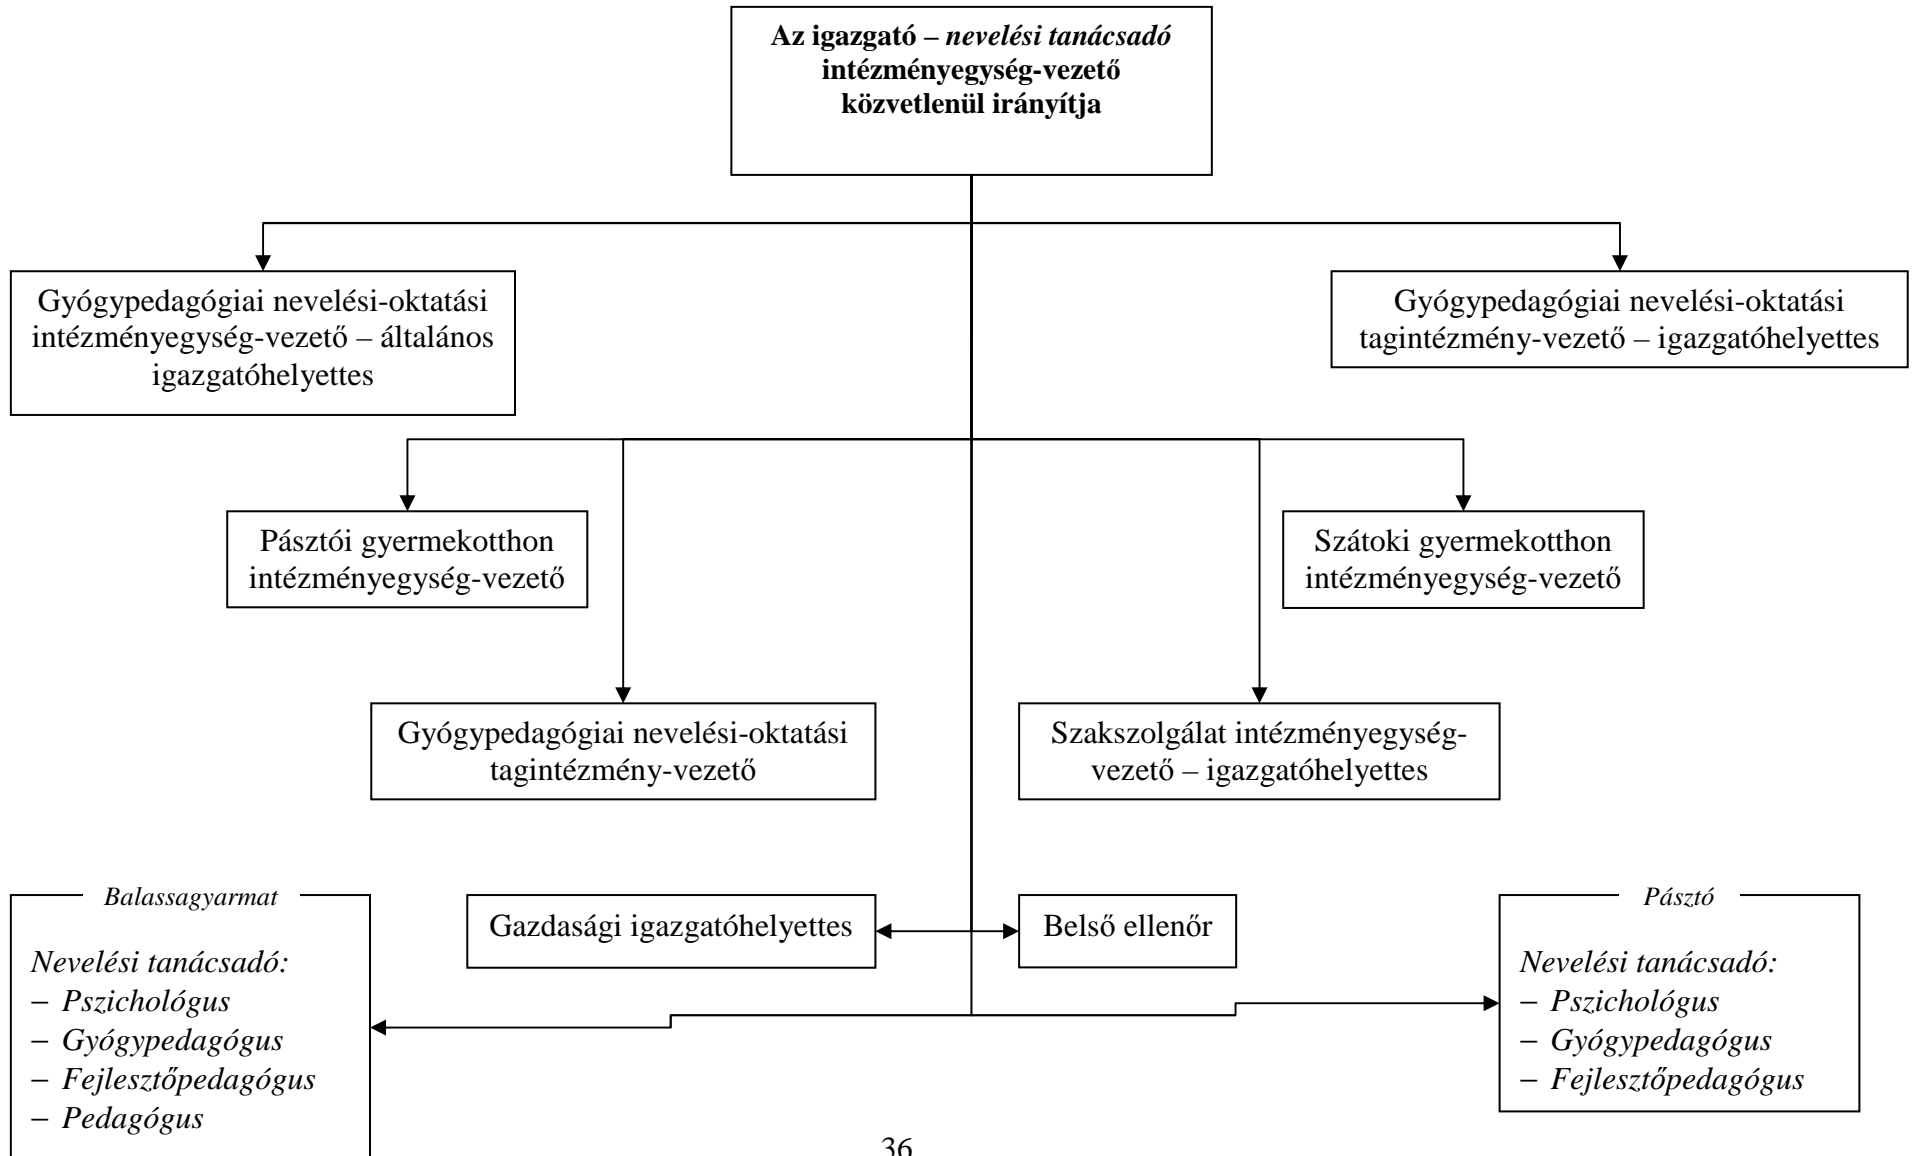 Az igazgató – nevelési tanácsadó
intézményegység-vezető
közvetlenül irányítja
Gyógypedagógiai nevelési-oktatási
intézményegység-vezető – általános
igazgatóhelyettes
Gyógypedagógiai nevelési-oktatási
tagintézmény-vezető – igazgatóhelyettes
Pásztói gyermekotthon
intézményegység-vezető
Szátoki gyermekotthon
intézményegység-vezető
Gyógypedagógiai nevelési-oktatási
tagintézmény-vezető
Szakszolgálat intézményegység-
vezető – igazgatóhelyettes
Gazdasági igazgatóhelyettes
Belső ellenőr
Balassagyarmat
Nevelési tanácsadó:
– Pszichológus
– Gyógypedagógus
– Fejlesztőpedagógus
– Pedagógus
Pásztó
Nevelési tanácsadó:
– Pszichológus
– Gyógypedagógus
– Fejlesztőpedagógus
36